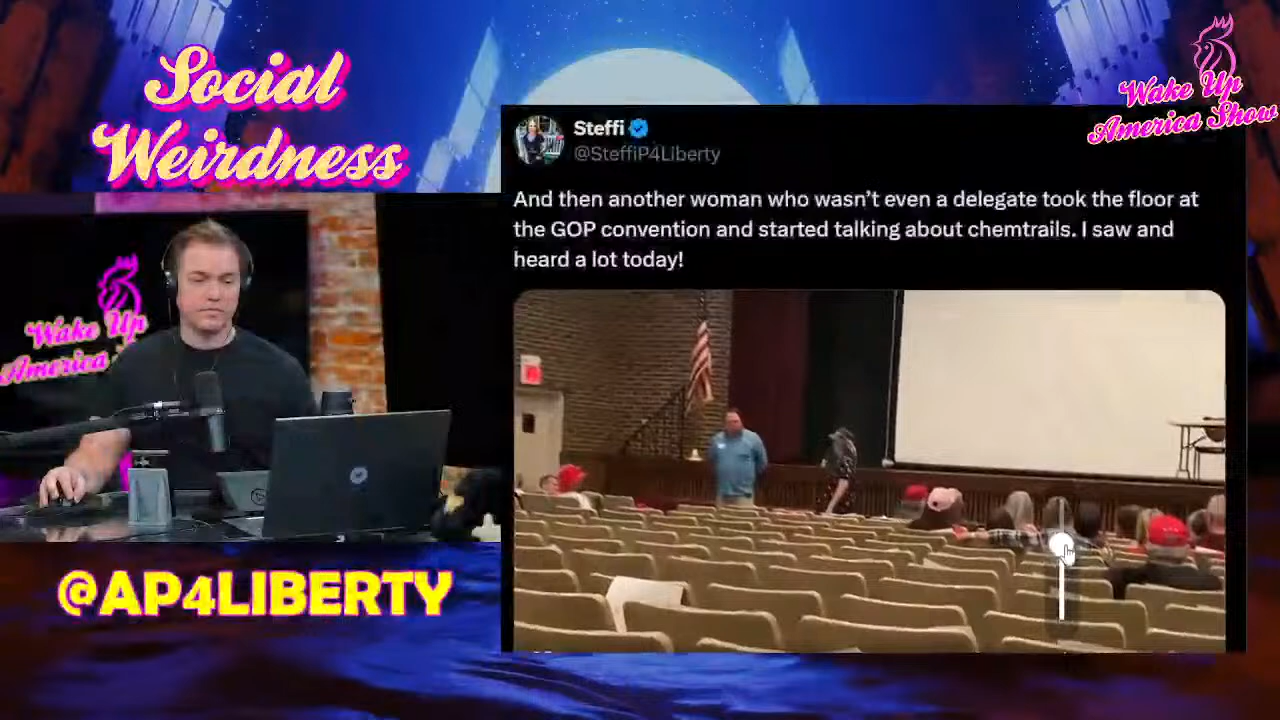 Social
Weirdness
Wake Up
America Show
Steffi
@SteffiP4Liberty
And then another woman who wasn't even a delegate took the floor at
the GOP convention and started talking about chemtrails. I saw and
heard a lot today!
Wake Up
America
@AP4LIBERTY